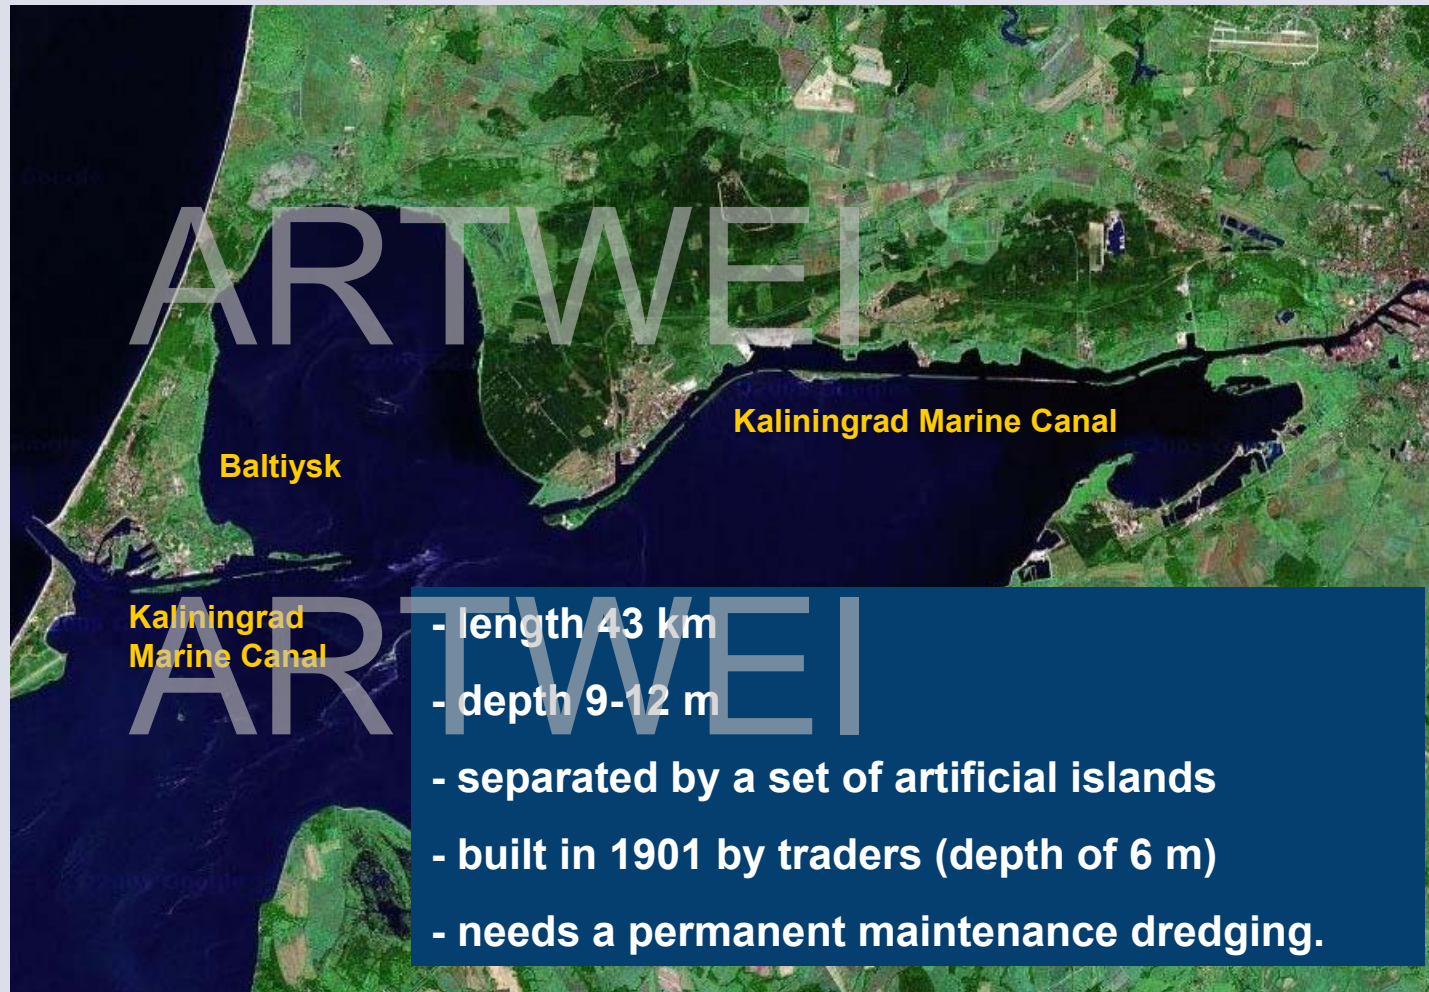 ARTWEI
Kaliningrad Marine Canal
Baltiysk
Kaliningrad
Marine Canal
ARTWEI
- length 43 km
- depth 9-12 m
- separated by a set of artificial islands
- built in 1901 by traders (depth of 6 m)
- needs a permanent maintenance dredging.